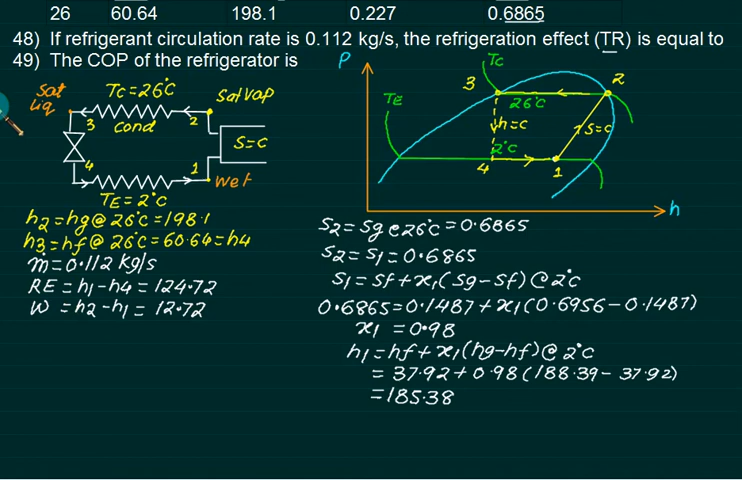 26 60.64 198.1 0.227 0.6865
48) If refrigerant circulation rate is 0.112 kg/s, the refrigeration effect (TR) is equal to
49) The COP of the refrigerator is
Sat liq
Tc=26°C
Sat Vap
3
cond
2
S=C
4
1
wet
TE=2°C
P
Tc
3
2
TE
26°C
h=c
S=C
2°C
4
1
h
h2=hg@26°C=198.1
h3=hf@26°C=60.64=h4
ṁ=0.112 kg/s
RE=h1-h4=124.72
W=h2-h1=12.72
S2=Sg@26°C=0.6865
S2=S1=0.6865
S1=Sf+x1(Sg-Sf)@2°C
0.6865=0.1487+x1(0.6956-0.1487)
x1=0.98
h1=hf+x1(hg-hf)@2°C
=37.92+0.98(188.39-37.92)
=185.38